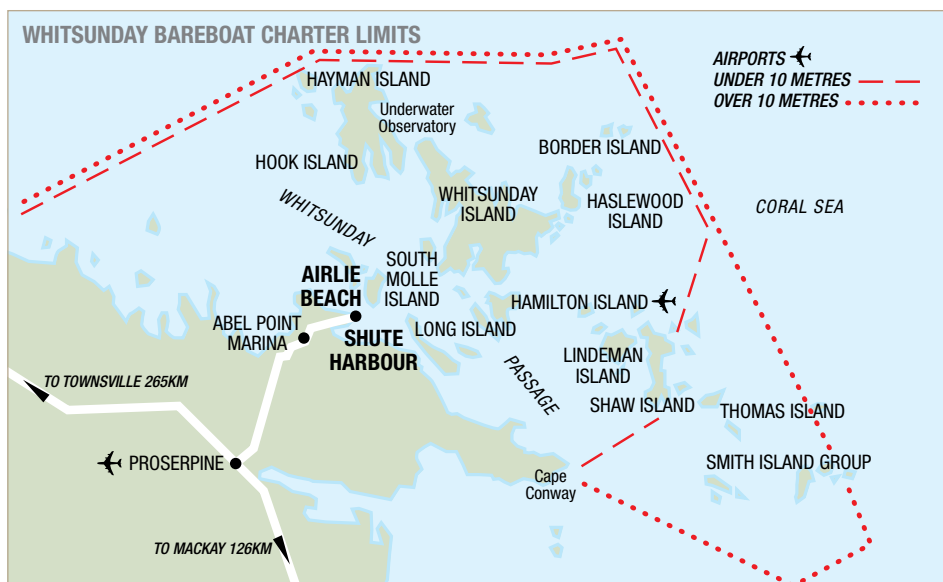 WHITSUNDAY BAREBOAT CHARTER LIMITS
AIRPORTS
UNDER 10 METRES
OVER 10 METRES
HAYMAN ISLAND
Underwater
Observatory
HOOK ISLAND
BORDER ISLAND
WHITSUNDAY
ISLAND
HASLEWOOD
ISLAND
CORAL SEA
WHITSUNDAY
SOUTH
MOLLE
ISLAND
AIRLIE
BEACH
HAMILTON ISLAND
ABEL POINT
MARINA
LONG ISLAND
SHUTE
HARBOUR
PASSAGE
LINDEMAN
ISLAND
TO TOWNSVILLE 265KM
SHAW ISLAND
THOMAS ISLAND
PROSERPINE
SMITH ISLAND GROUP
Cape
Conway
TO MACKAY 126KM